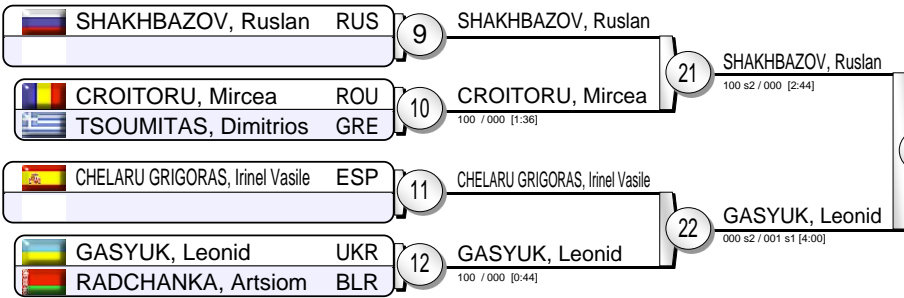 SHAKHBAZOV, Ruslan RUS
9
SHAKHBAZOV, Ruslan
21
SHAKHBAZOV, Ruslan
100 s2 / 000 [2:44]
CROITORU, Mircea ROU
TSOUMITAS, Dimitrios GRE
10
CROITORU, Mircea
100 / 000 [1:36]
CHELARU GRIGORAS, Irinel Vasile ESP
11
CHELARU GRIGORAS, Irinel Vasile
22
GASYUK, Leonid
000 s2 / 001 s1 [4:00]
GASYUK, Leonid UKR
RADCHANKA, Artsiom BLR
12
GASYUK, Leonid
100 / 000 [0:44]